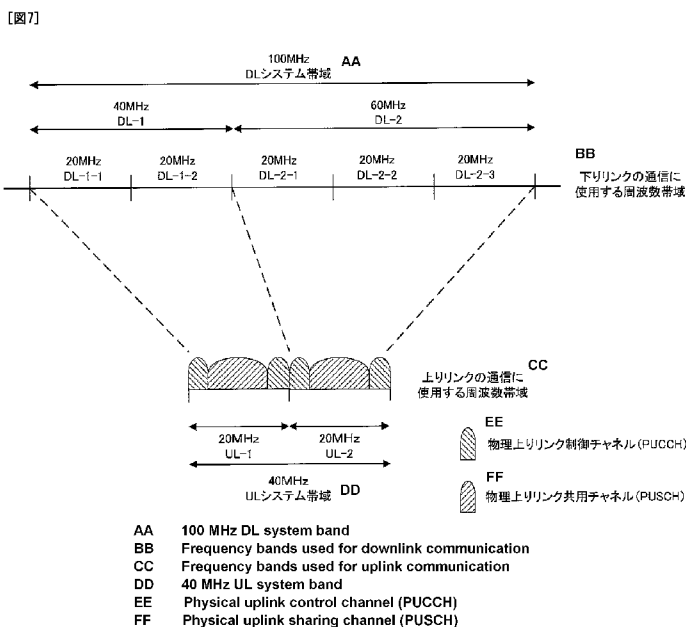 [図7]
100MHz AA
DLシステム帯域
40MHz 60MHz
DL-1 DL-2
20MHz 20MHz 20MHz 20MHz 20MHz BB
DL-1-1 DL-1-2 DL-2-1 DL-2-2 DL-2-3
下りリンクの通信に
使用する周波数帯域
上りリンクの通信に CC
使用する周波数帯域
20MHz 20MHz
UL-1 UL-2
40MHz
ULシステム帯域 DD
EE
物理上りリンク制御チャネル(PUCCH)
FF
物理上りリンク共用チャネル(PUSCH)
AA 100 MHz DL system band
BB Frequency bands used for downlink communication
CC Frequency bands used for uplink communication
DD 40 MHz UL system band
EE Physical uplink control channel (PUCCH)
FF Physical uplink sharing channel (PUSCH)